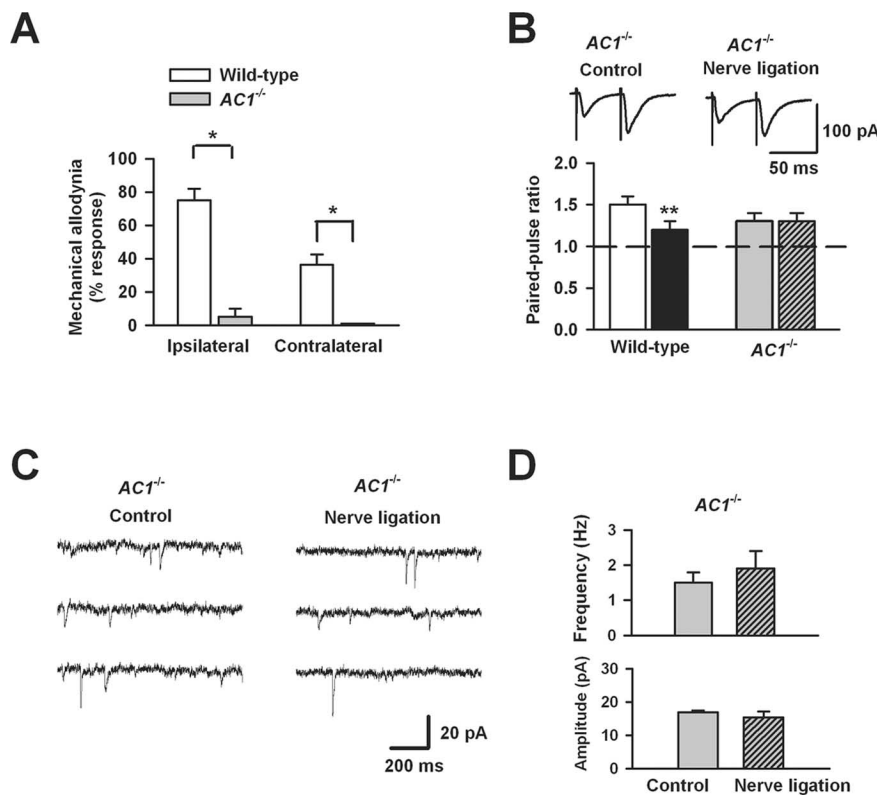 A
Wild-type
AC1-/-
*
*
Mechanical allodynia
(% response)
100
80
60
40
20
0
Ipsilateral
Contralateral
B
AC1-/-
Control
AC1-/-
Nerve ligation
100 pA
50 ms
Paired-pulse ratio
2.0
1.5
1.0
0.5
0.0
**
Wild-type
AC1-/-
C
AC1-/-
Control
AC1-/-
Nerve ligation
20 pA
200 ms
D
AC1-/-
Frequency (Hz)
3
2
1
0
Amplitude (pA)
30
20
10
0
Control
Nerve ligation